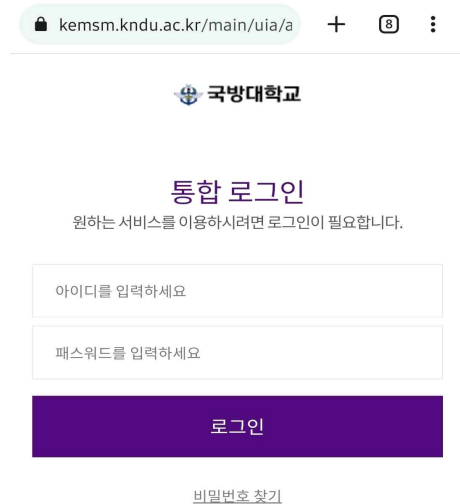 kemsm.kndu.ac.kr/main/uia/a
8
국방대학교
통합 로그인
원하는 서비스를 이용하시려면 로그인이 필요합니다.
아이디를 입력하세요
패스워드를 입력하세요
로그인
비밀번호 찾기